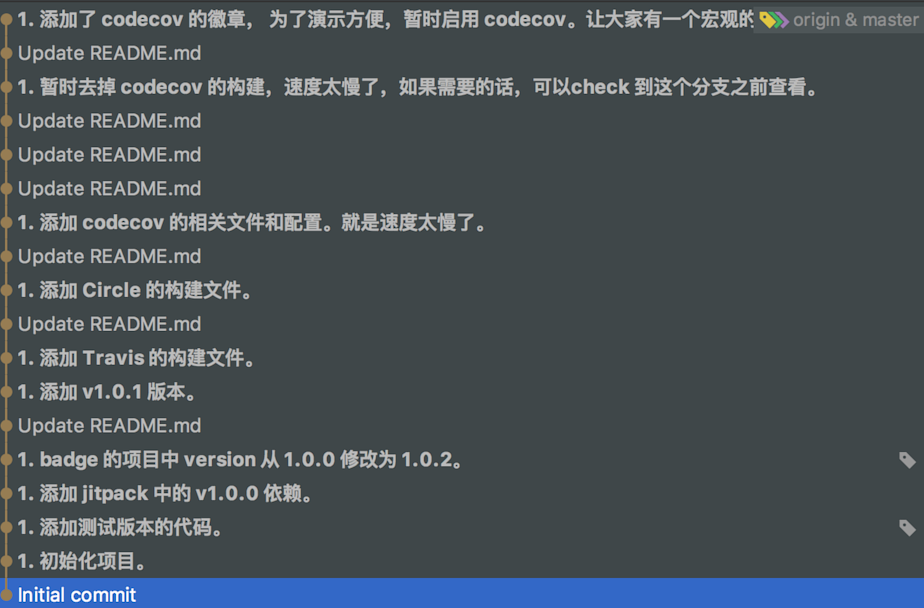 1. 添加了 codecov 的徽章， 为了演示方便，暂时启用 codecov。让大家有一个宏观的 origin & master
Update README.md
1. 暂时去掉 codecov 的构建，速度太慢了，如果需要的话，可以check 到这个分支之前查看。
Update README.md
Update README.md
Update README.md
1. 添加 codecov 的相关文件和配置。就是速度太慢了。
Update README.md
1. 添加 Circle 的构建文件。
Update README.md
1. 添加 Travis 的构建文件。
1. 添加 v1.0.1 版本。
Update README.md
1. badge 的项目中 version 从 1.0.0 修改为 1.0.2。
1. 添加 jitpack 中的 v1.0.0 依赖。
1. 添加测试版本的代码。
1. 初始化项目。
Initial commit